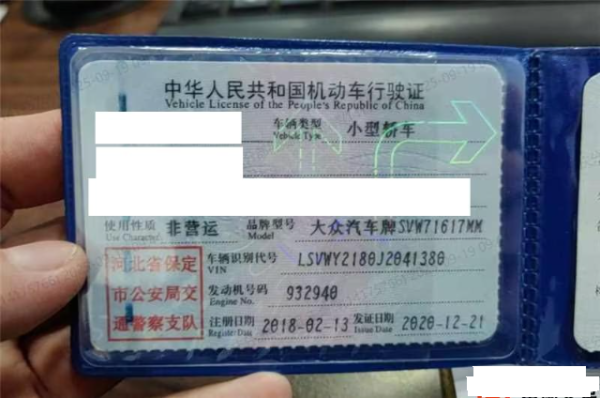 中华人民共和国机动车行驶证
Vehicle License of the People's Republic of China
车辆类型 小型轿车
Vehicle Type
使用性质 非营运 品牌型号 大众汽车牌SVW71617MM
Use Character Model
河北省保定 车辆识别代号 LSVWY2180J2041380
VIN
市公安局交 发动机号码 932940
Engine No.
通警察支队 注册日期 2018-02-13 发证日期 2020-12-21
Register Date Issue Date